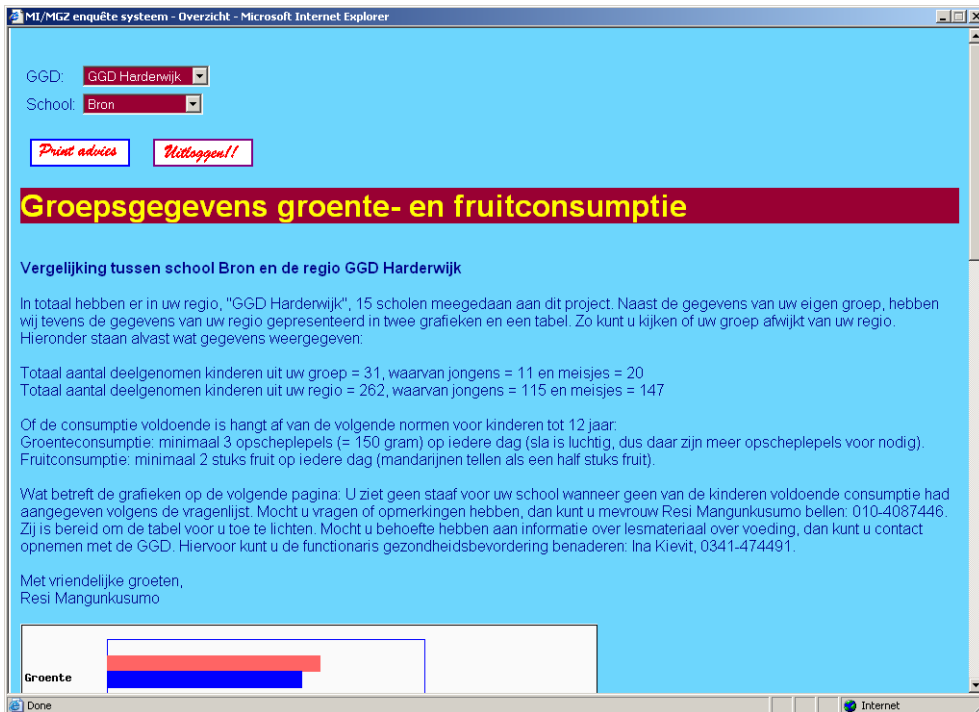 MI/MGZ enquête systeem - Overzicht - Microsoft Internet Explorer
GGD: GGD Harderwijk
School: Bron
Print advies Uitloggen!!
Groepsgegevens groente- en fruitconsumptie
Vergelijking tussen school Bron en de regio GGD Harderwijk
In totaal hebben er in uw regio, "GGD Harderwijk", 15 scholen meegedaan aan dit project. Naast de gegevens van uw eigen groep, hebben
wij tevens de gegevens van uw regio gepresenteerd in twee grafieken en een tabel. Zo kunt u kijken of uw groep afwijkt van uw regio.
Hieronder staan alvast wat gegevens weergegeven:
Totaal aantal deelgenomen kinderen uit uw groep = 31, waarvan jongens = 11 en meisjes = 20
Totaal aantal deelgenomen kinderen uit uw regio = 262, waarvan jongens = 115 en meisjes = 147
Of de consumptie voldoende is hangt af van de volgende normen voor kinderen tot 12 jaar:
Groenteconsumptie: minimaal 3 opscheplepels (= 150 gram) op iedere dag (sla is luchtig, dus daar zijn meer opscheplepels voor nodig).
Fruitconsumptie: minimaal 2 stuks fruit op iedere dag (mandarijnen tellen als een half stuks fruit).
Wat betreft de grafieken op de volgende pagina: U ziet geen staaf voor uw school wanneer geen van de kinderen voldoende consumptie had
aangegeven volgens de vragenlijst. Mocht u vragen of opmerkingen hebben, dan kunt u mevrouw Resi Mangunkusumo bellen: 010-4087446.
Zij is bereid om de tabel voor u toe te lichten. Mocht u behoefte hebben aan informatie over lesmateriaal over voeding, dan kunt u contact
opnemen met de GGD. Hiervoor kunt u de functionaris gezondheidsbevordering benaderen: Ina Kievit, 0341-474491.
Met vriendelijke groeten,
Resi Mangunkusumo
Groente
Done Internet